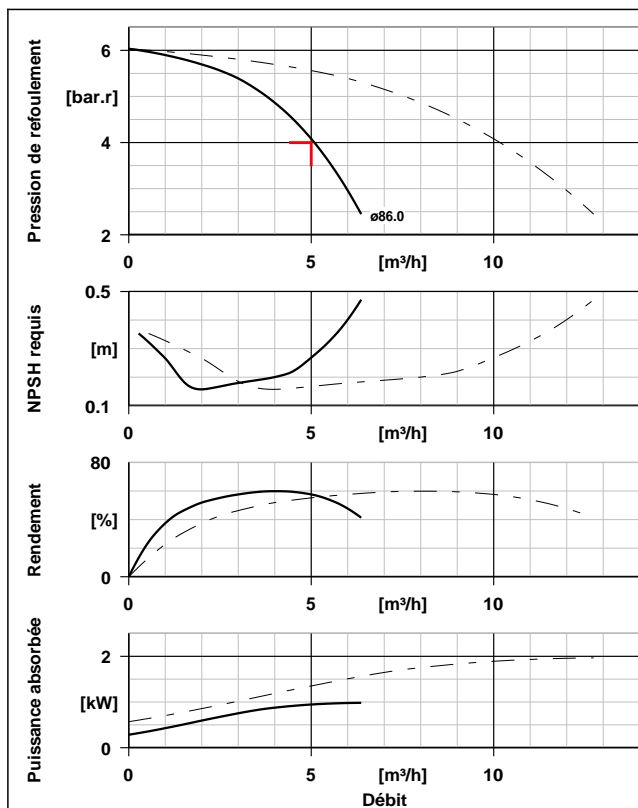 Pression de refoulement
[bar.r]
6
4
2
ø86.0
0 5 [m³/h] 10
NPSH requis
[m]
0.5
0.1
0 5 [m³/h] 10
Rendement
[%]
80
0
0 5 [m³/h] 10
Puissance absorbée
[kW]
2
0
0 5 [m³/h] 10
Débit